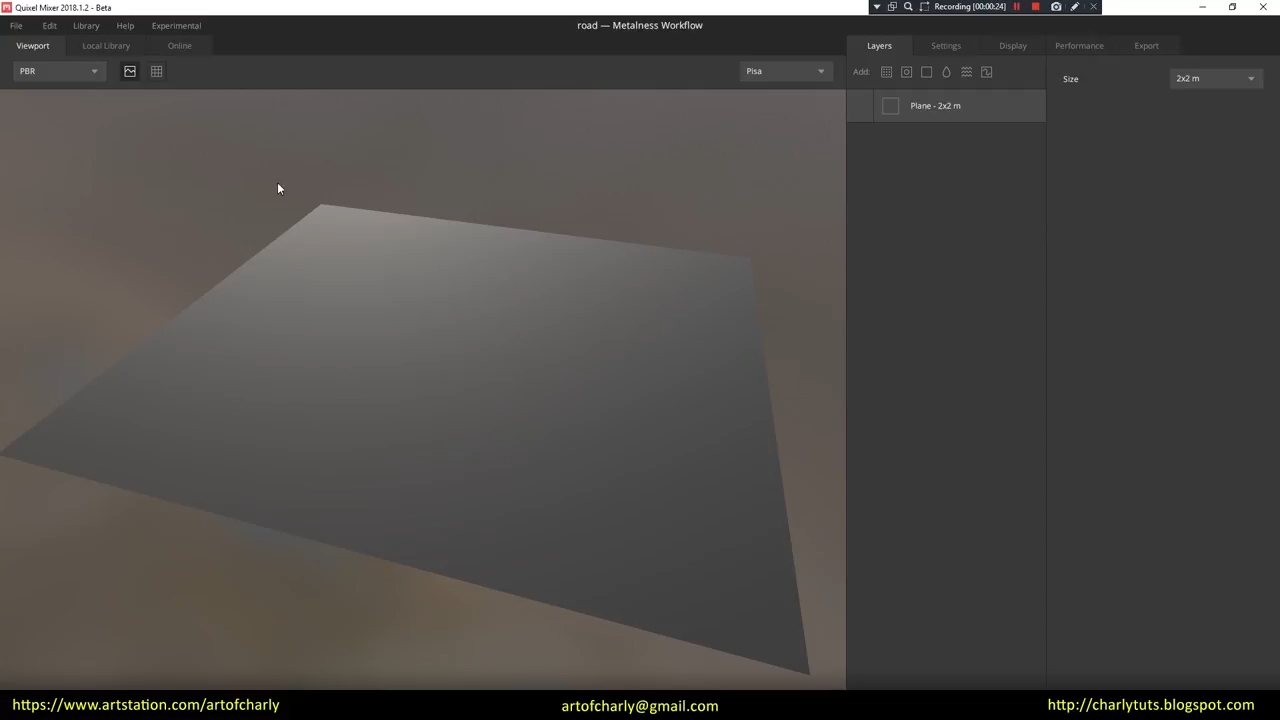 Quixel Mixer 2018.1.2 - Beta
Recording [00:00:24]
File Edit Library Help Experimental
road — Metalness Workflow
Viewport Local Library Online
Layers Settings Display Performance Export
PBR
Pisa
Add:
Size
2x2 m
Plane - 2x2 m
https://www.artstation.com/artofcharly
artofcharly@gmail.com
http://charlytuts.blogspot.com